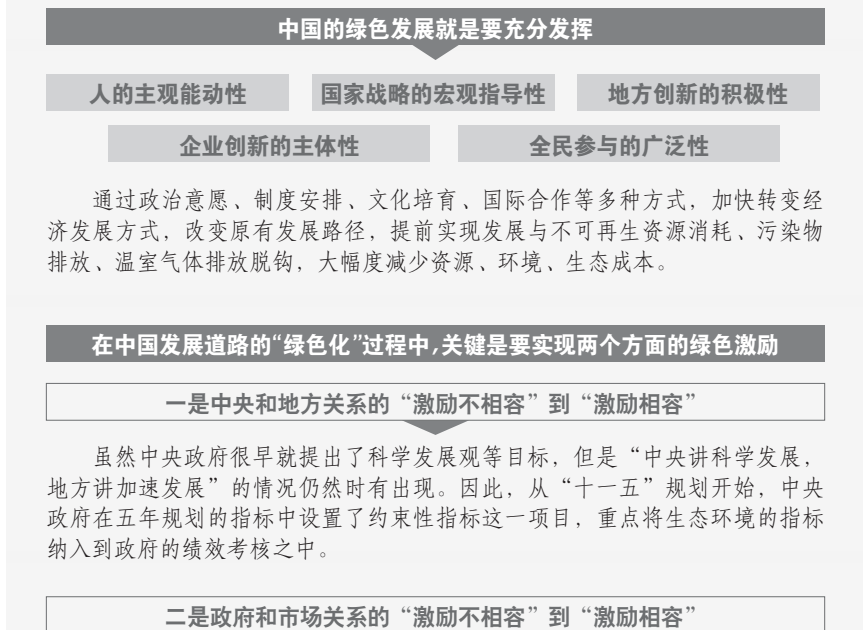 中国的绿色发展就是要充分发挥
人的主观能动性 国家战略的宏观指导性 地方创新的积极性
企业创新的主体性 全民参与的广泛性
通过政治意愿、制度安排、文化培育、国际合作等多种方式，加快转变经
济发展方式，改变原有发展路径，提前实现发展与不可再生资源消耗、污染物
排放、温室气体排放脱钩，大幅度减少资源、环境、生态成本。
在中国发展道路的“绿色化”过程中,关键是要实现两个方面的绿色激励
一是中央和地方关系的“激励不相容”到“激励相容”
虽然中央政府很早就提出了科学发展观等目标，但是“中央讲科学发展，
地方讲加速发展”的情况仍然时有出现。因此，从“十一五”规划开始，中央
政府在五年规划的指标中设置了约束性指标这一项目，重点将生态环境的指标
纳入到政府的绩效考核之中。
二是政府和市场关系的“激励不相容”到“激励相容”